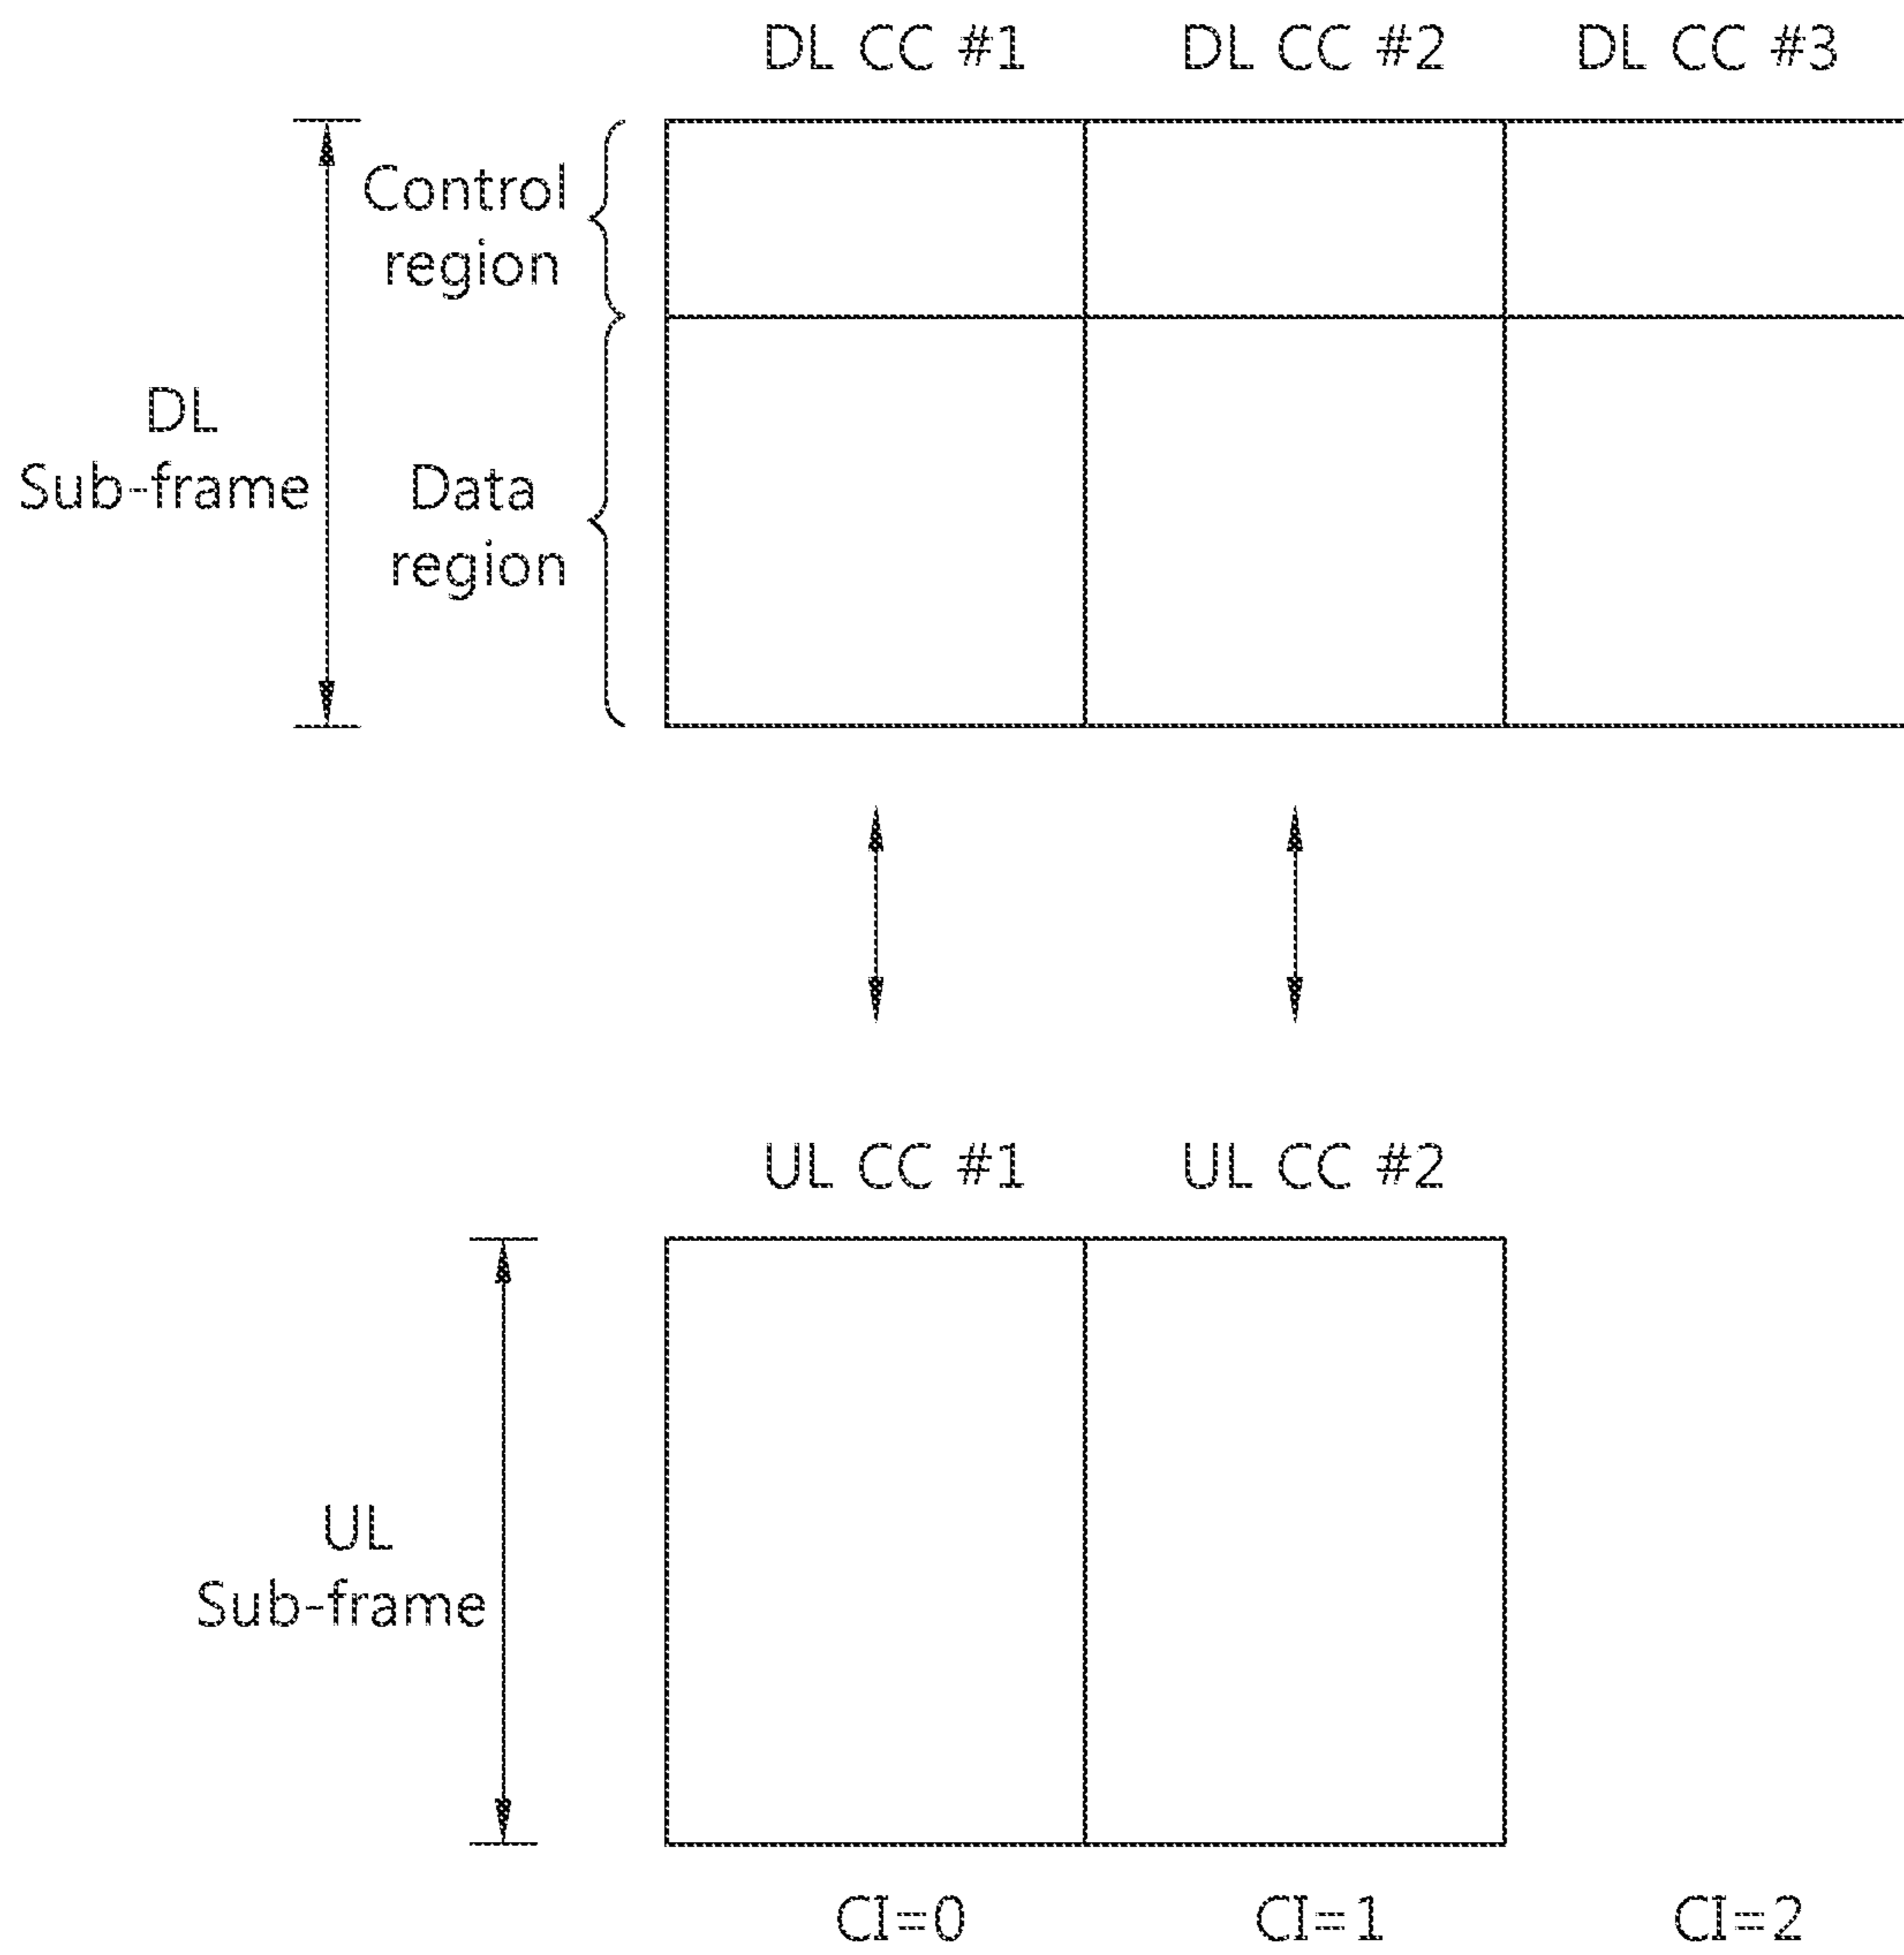 DL CC #1
DL CC #2
DL CC #3
Control
region
DL
Sub-frame
Data
region
UL CC #1
UL CC #2
UL
Sub-frame
CI=0
CI=1
CI=2